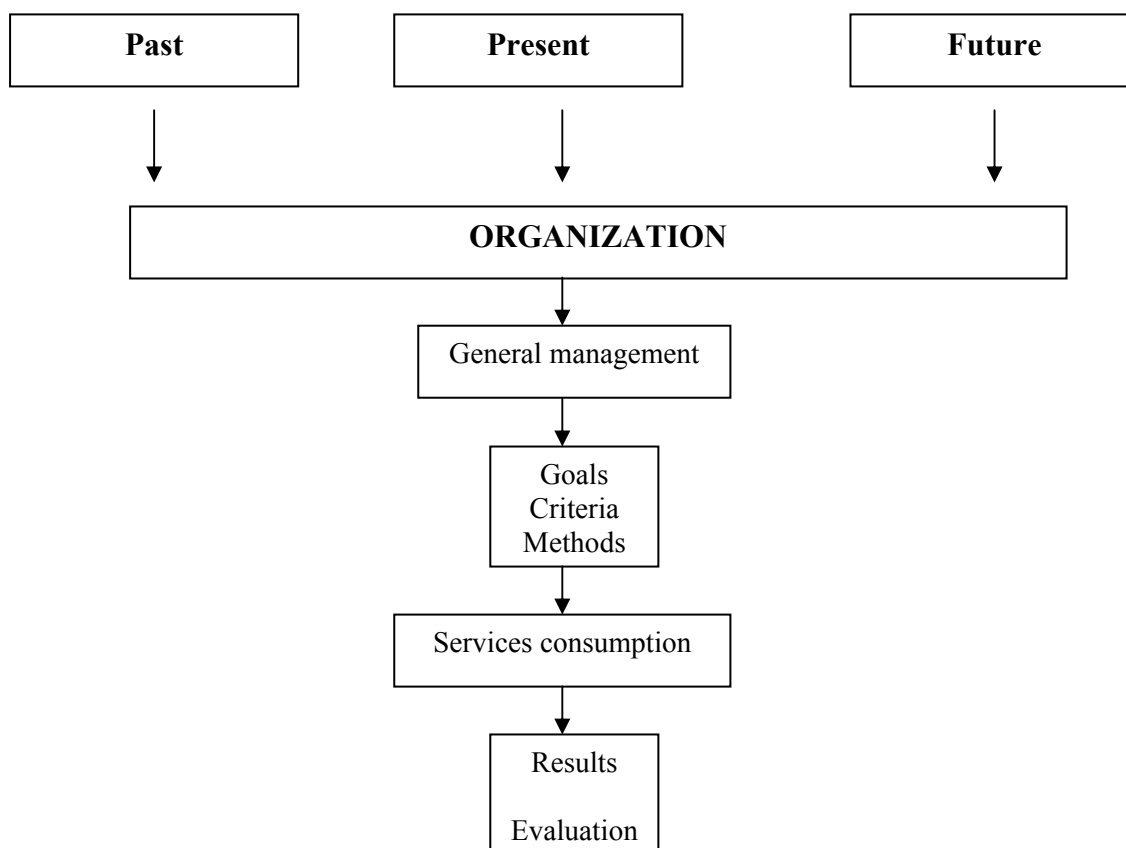 Past
Present
Future
ORGANIZATION
General management
Goals
Criteria
Methods
Services consumption
Results
Evaluation